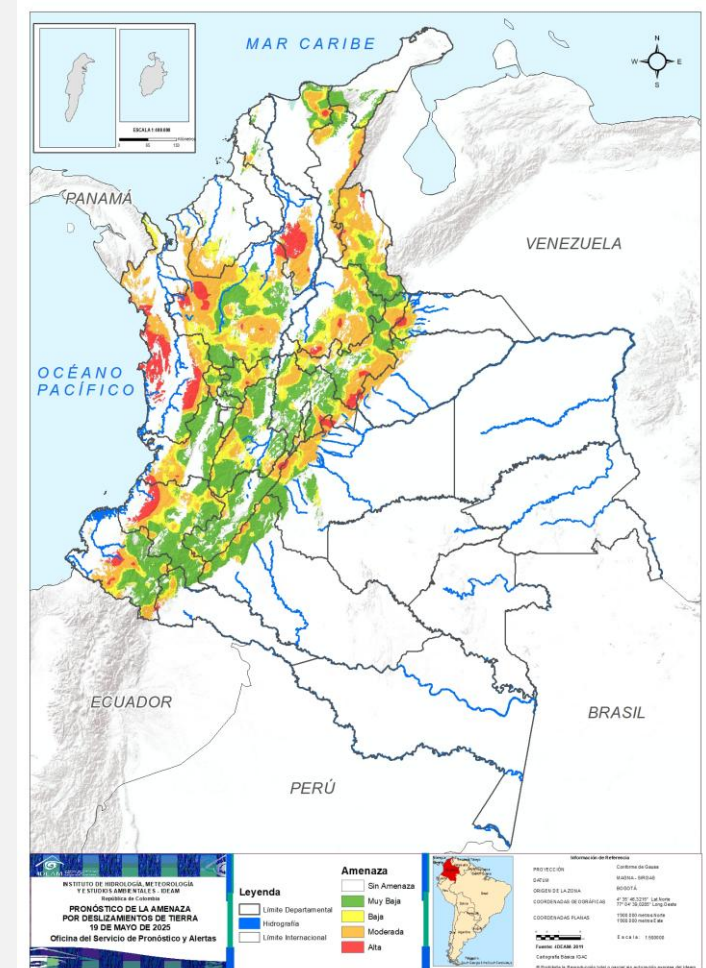 MAR CARIBE
N
W
E
S
PANAMÁ
VENEZUELA
OCÉANO
PACÍFICO
ECUADOR
BRASIL
PERÚ
IDEAM
INSTITUTO DE HIDROLOGÍA, METEOROLOGÍA
Y ESTUDIOS AMBIENTALES - IDEAM
República de Colombia
PRONÓSTICO DE LA AMENAZA
POR DESLIZAMIENTOS DE TIERRA
19 DE MAYO DE 2025
Oficina del Servicio de Pronóstico y Alertas
Leyenda
Límite Departamental
Hidrografía
Límite Internacional
Amenaza
Sin Amenaza
Muy Baja
Baja
Moderada
Alta
Información de Referencia
PROYECCIÓN
Conforme de Gauss
DATUM
ORIGEN DE LA ZONA
BOGOTÁ
COORDENADAS GEOGRÁFICAS
COORDENADAS PLANAS
Fuente: IDEAM 2011
Cartografía Básica IGAC